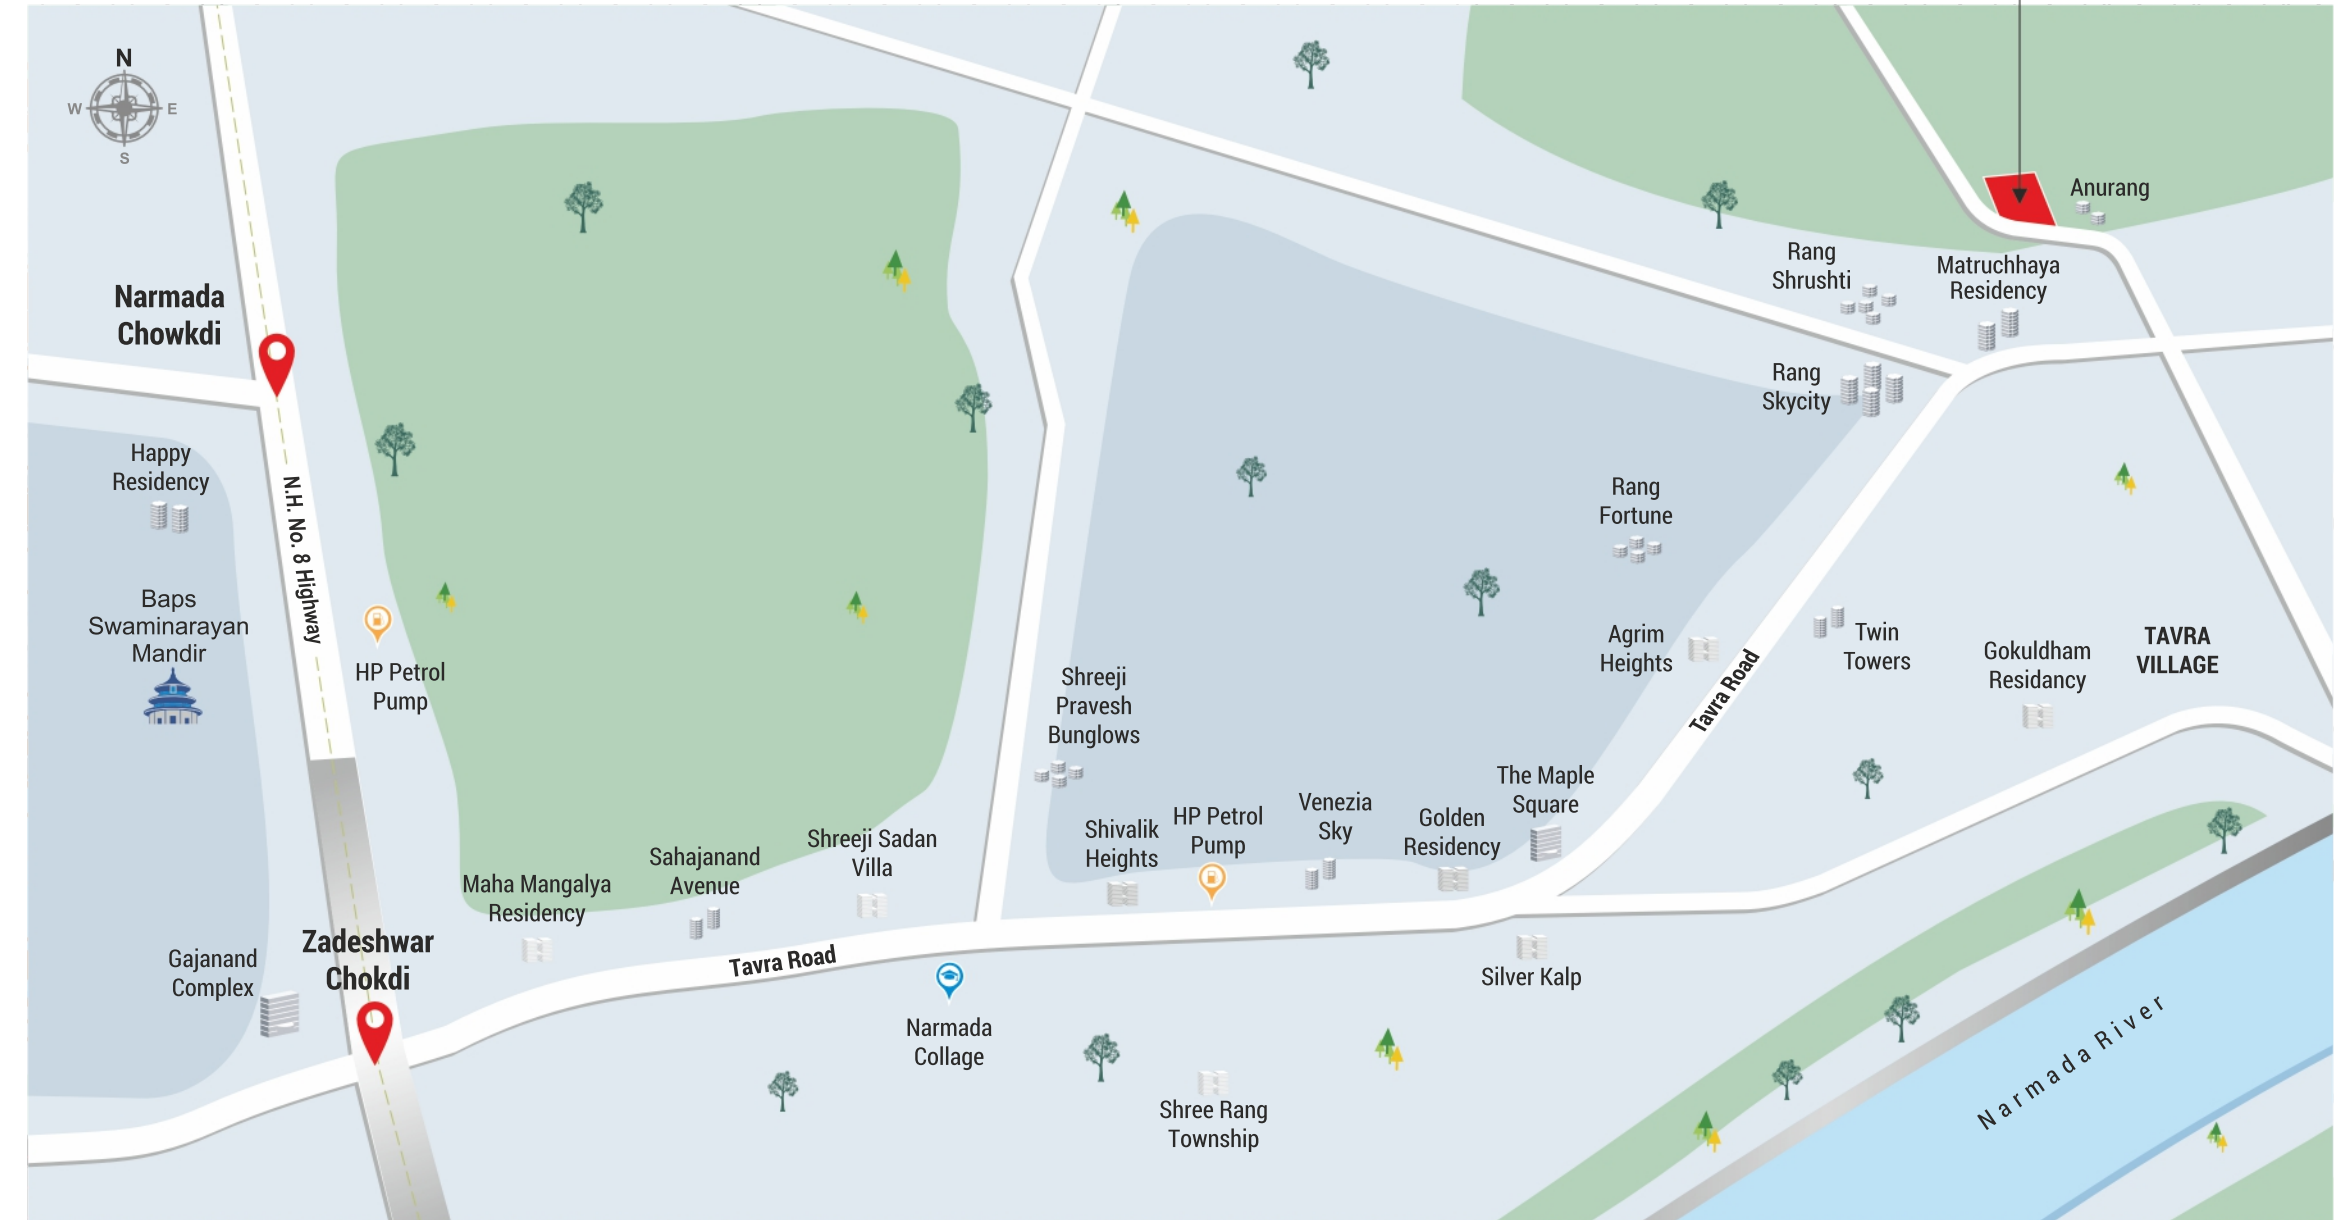 N
W
E
S
Anurang
Rang
Shrushti
Matruchhaya
Residency
Narmada
Chowkdi
Rang
Skycity
Happy
Residency
N.H. No. 8 Highway
Rang
Fortune
Baps
Swaminarayan
Mandir
HP Petrol
Pump
Agrim
Heights
Tavra Road
Twin
Towers
Gokuldham
Residancy
TAVRA
VILLAGE
Shreeji
Pravesh
Bunglows
The Maple
Square
Venezia
Sky
HP Petrol
Pump
Golden
Residency
Shivalik
Heights
Shreeji Sadan
Villa
Sahajanand
Avenue
Maha Mangalya
Residency
Zadeshwar
Chokdi
Gajanand
Complex
Tavra Road
Silver Kalp
Narmada
Collage
Narmada River
Shree Rang
Township